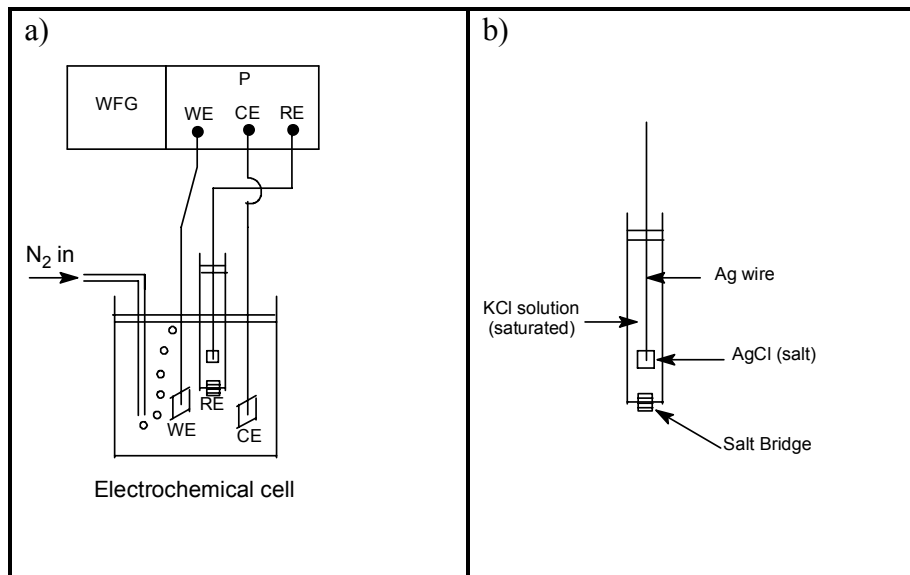 a)
WFG
P
WE CE RE
N2 in
RE
WE
CE
Electrochemical cell
b)
Ag wire
KCl solution
(saturated)
AgCl (salt)
Salt Bridge